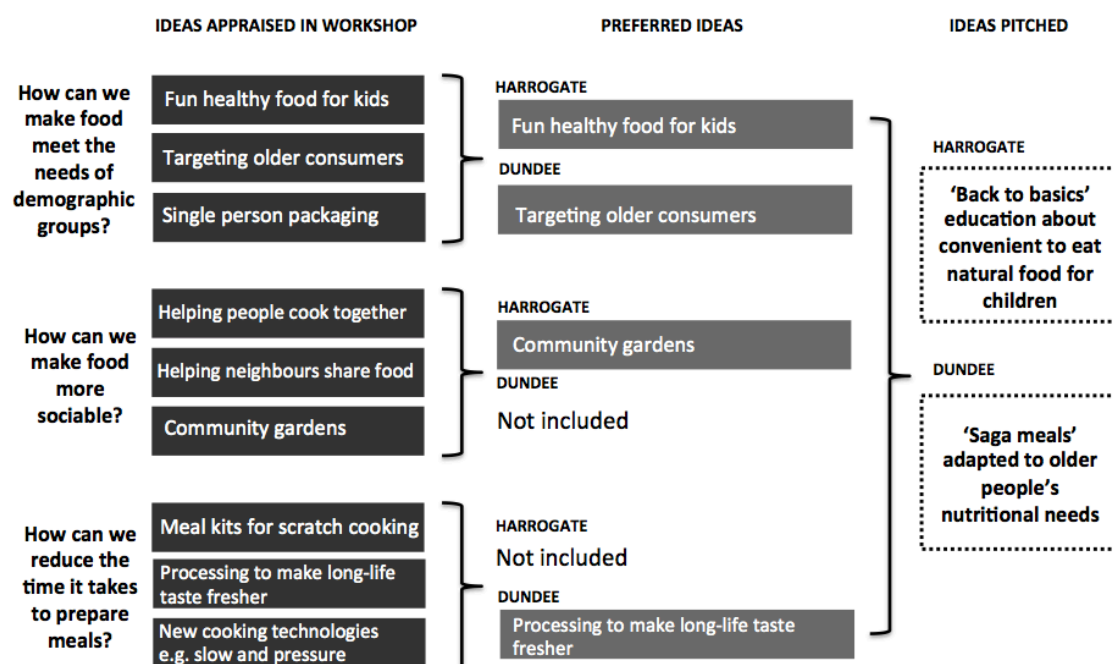 IDEAS APPRAISED IN WORKSHOP
PREFERRED IDEAS
IDEAS PITCHED
How can we
make food
meet the
needs of
demographic
groups?
Fun healthy food for kids
Targeting older consumers
Single person packaging
HARROGATE
Fun healthy food for kids
DUNDEE
Targeting older consumers
How can we
make food
more
sociable?
Helping people cook together
Helping neighbours share food
Community gardens
HARROGATE
Community gardens
DUNDEE
Not included
How can we
reduce the
time it takes
to prepare
meals?
Meal kits for scratch cooking
Processing to make long-life
taste fresher
New cooking technologies
e.g. slow and pressure
HARROGATE
Not included
DUNDEE
Processing to make long-life taste
fresher
HARROGATE
‘Back to basics’
education about
convenient to eat
natural food for
children
DUNDEE
‘Saga meals’
adapted to older
people’s
nutritional needs